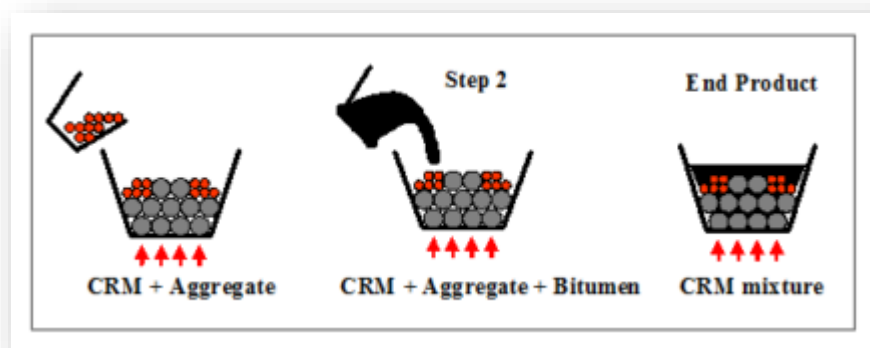 Step 2
End Product
CRM + Aggregate
CRM + Aggregate + Bitumen
CRM mixture